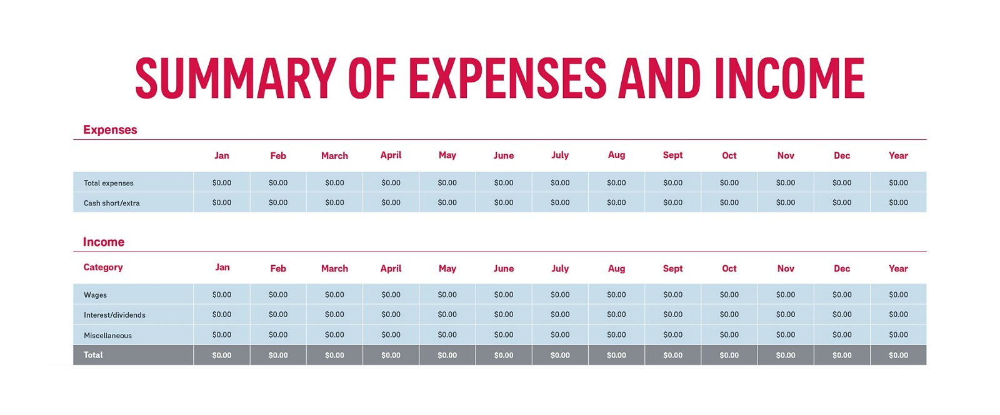 SUMMARY OF EXPENSES AND INCOME
Expenses
Jan Feb March April May June July Aug Sept Oct Nov Dec Year
Total expenses $0.00 $0.00 $0.00 $0.00 $0.00 $0.00 $0.00 $0.00 $0.00 $0.00 $0.00 $0.00 $0.00
Cash short/extra $0.00 $0.00 $0.00 $0.00 $0.00 $0.00 $0.00 $0.00 $0.00 $0.00 $0.00 $0.00 $0.00
Income
Category Jan Feb March April May June July Aug Sept Oct Nov Dec Year
Wages $0.00 $0.00 $0.00 $0.00 $0.00 $0.00 $0.00 $0.00 $0.00 $0.00 $0.00 $0.00 $0.00
Interest/dividends $0.00 $0.00 $0.00 $0.00 $0.00 $0.00 $0.00 $0.00 $0.00 $0.00 $0.00 $0.00 $0.00
Miscellaneous $0.00 $0.00 $0.00 $0.00 $0.00 $0.00 $0.00 $0.00 $0.00 $0.00 $0.00 $0.00 $0.00
Total $0.00 $0.00 $0.00 $0.00 $0.00 $0.00 $0.00 $0.00 $0.00 $0.00 $0.00 $0.00 $0.00